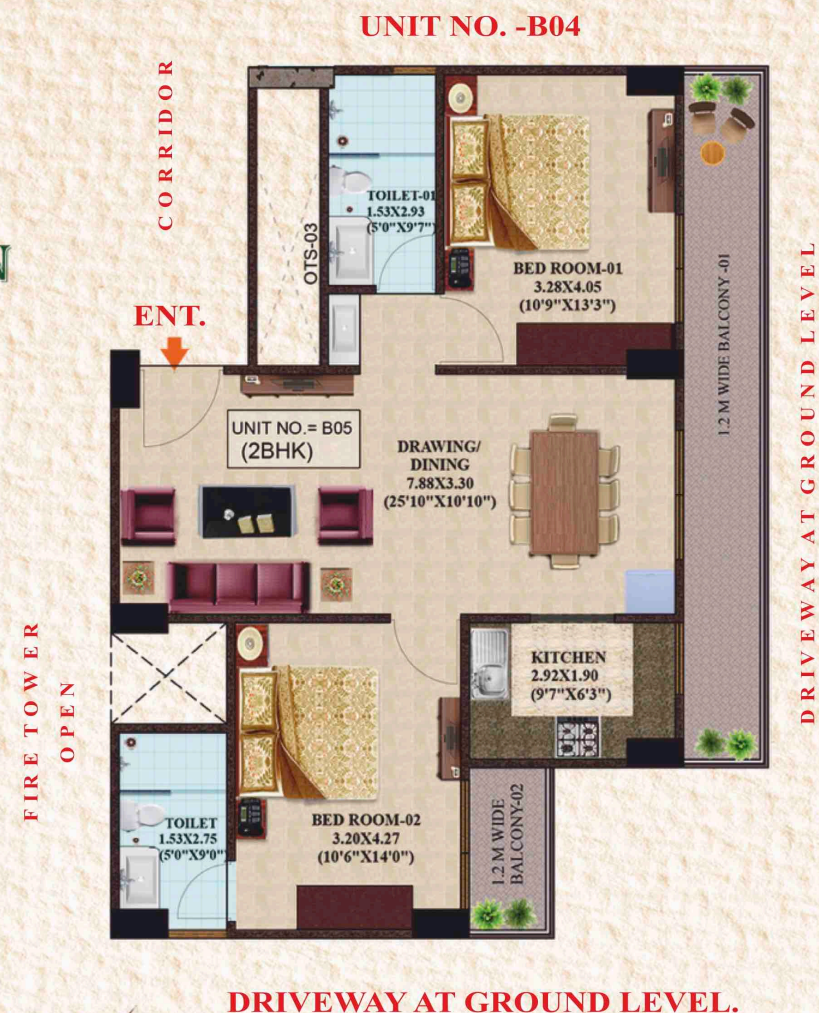 UNIT NO. -B04
CORRIDOR
N
ENT.
OTS-03
TOILET-01
1.53X2.93
(5'0"X9'7")
BED ROOM-01
3.28X4.05
(10'9"X13'3")
1.2 M WIDE BALCONY -01
DRIVEWAY AT GROUND LEVEL
UNIT NO.= B05
(2BHK)
DRAWING/
DINING
7.88X3.30
(25'10"X10'10")
FIRE TOWER
OPEN
KITCHEN
2.92X1.90
(9'7"X6'3")
TOILET
1.53X2.75
(5'0"X9'0"
BED ROOM-02
3.20X4.27
(10'6"X14'0")
1.2 M WIDE
BALCONY-02
DRIVEWAY AT GROUND LEVEL.